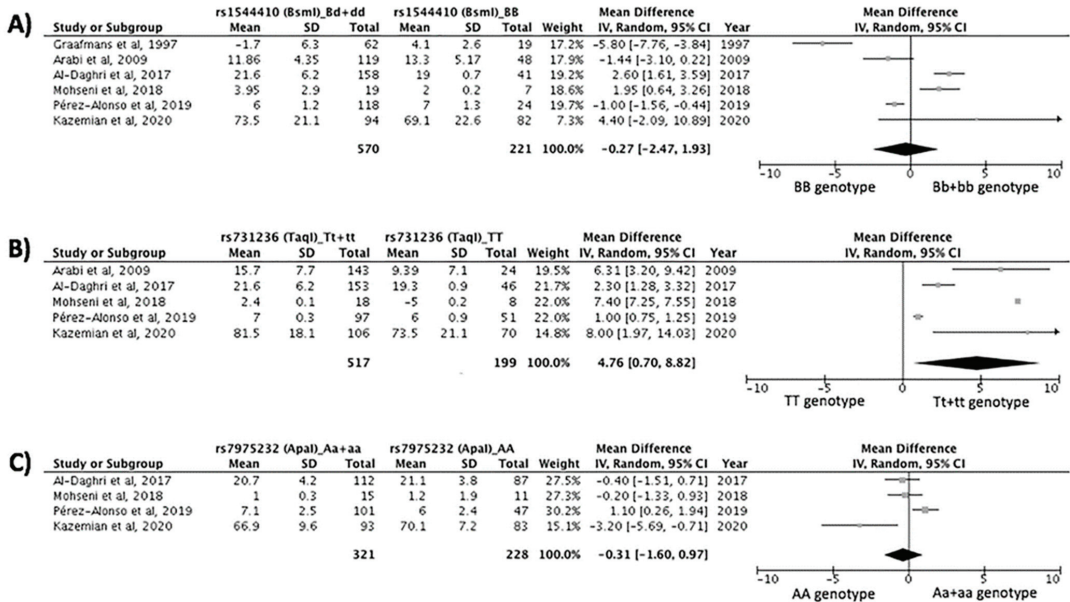 A)
rs1544410 (BsmI)_Bd+dd rs1544410 (BsmI)_BB Mean Difference Mean Difference
Study or Subgroup Mean SD Total Mean SD Total Weight IV, Random, 95% CI Year IV, Random, 95% CI
Graafmans et al, 1997 -1.7 6.3 62 4.1 2.6 19 17.2% -5.80 [-7.76, -3.84] 1997
Arabi et al, 2009 11.86 4.35 119 13.3 5.17 48 18.0% -1.44 [-3.10, 0.22] 2009
Al-Daghri et al, 2017 21.6 6.2 158 19 0.7 41 19.2% 2.60 [1.61, 3.59] 2017
Mohseni et al, 2018 3.95 2.9 19 2 0.2 7 18.6% 1.95 [0.64, 3.26] 2018
Pérez-Alonso et al, 2019 6 1.2 118 7 1.3 24 19.7% -1.00 [-1.56, -0.44] 2019
Kazemian et al, 2020 73.5 21.1 94 69.1 22.6 82 7.3% 4.40 [-2.09, 10.89] 2020
570 221 100.0% -0.27 [-2.47, 1.93]
-10 -5 0 5 10
BB genotype Bb+bb genotype
B)
rs731236 (TaqI)_Tt+tt rs731236 (TaqI)_TT Mean Difference Mean Difference
Study or Subgroup Mean SD Total Mean SD Total Weight IV, Random, 95% CI Year IV, Random, 95% CI
Arabi et al, 2009 15.7 7.7 143 9.39 7.1 24 19.5% 6.31 [3.20, 9.42] 2009
Al-Daghri et al, 2017 21.6 6.2 153 19.3 0.9 46 21.7% 2.30 [1.28, 3.32] 2017
Mohseni et al, 2018 2.4 0.1 18 -5 0.2 8 22.0% 7.40 [7.25, 7.55] 2018
Pérez-Alonso et al, 2019 7 0.3 97 6 0.9 51 22.0% 1.00 [0.75, 1.25] 2019
Kazemian et al, 2020 81.5 18.1 106 73.5 21.1 70 14.8% 8.00 [1.97, 14.03] 2020
517 199 100.0% 4.76 [0.70, 8.82]
-10 -5 0 5 10
TT genotype Tt+tt genotype
C)
rs7975232 (ApaI)_Aa+aa rs7975232 (ApaI)_AA Mean Difference Mean Difference
Study or Subgroup Mean SD Total Mean SD Total Weight IV, Random, 95% CI Year IV, Random, 95% CI
Al-Daghri et al, 2017 20.7 4.2 112 21.1 3.8 87 27.5% -0.40 [-1.51, 0.71] 2017
Mohseni et al, 2018 1 0.3 15 1.2 1.9 11 27.3% -0.20 [-1.33, 0.93] 2018
Pérez-Alonso et al, 2019 7.1 2.5 101 6 2.4 47 30.2% 1.10 [0.26, 1.94] 2019
Kazemian et al, 2020 66.9 9.6 93 70.1 7.2 83 15.1% -3.20 [-5.69, -0.71] 2020
321 228 100.0% -0.31 [-1.60, 0.97]
-10 -5 0 5 10
AA genotype Aa+aa genotype